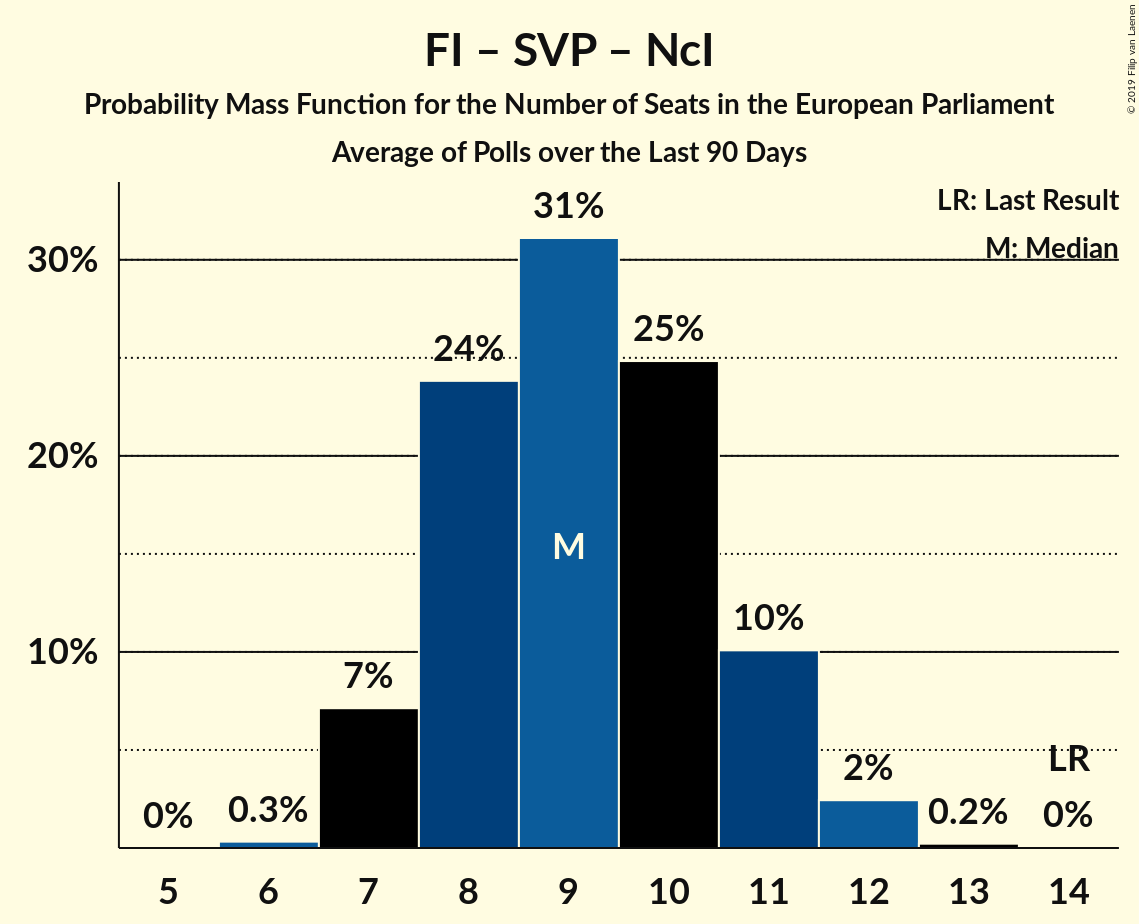 FI – SVP – NcI
Probability Mass Function for the Number of Seats in the European Parliament
Average of Polls over the Last 90 Days
© 2019 Filip van Laenen
LR: Last Result
M: Median
30%
20%
10%
0%
0.3%
7%
24%
31%
25%
10%
2%
0.2%
0%
M
LR
5
6
7
8
9
10
11
12
13
14